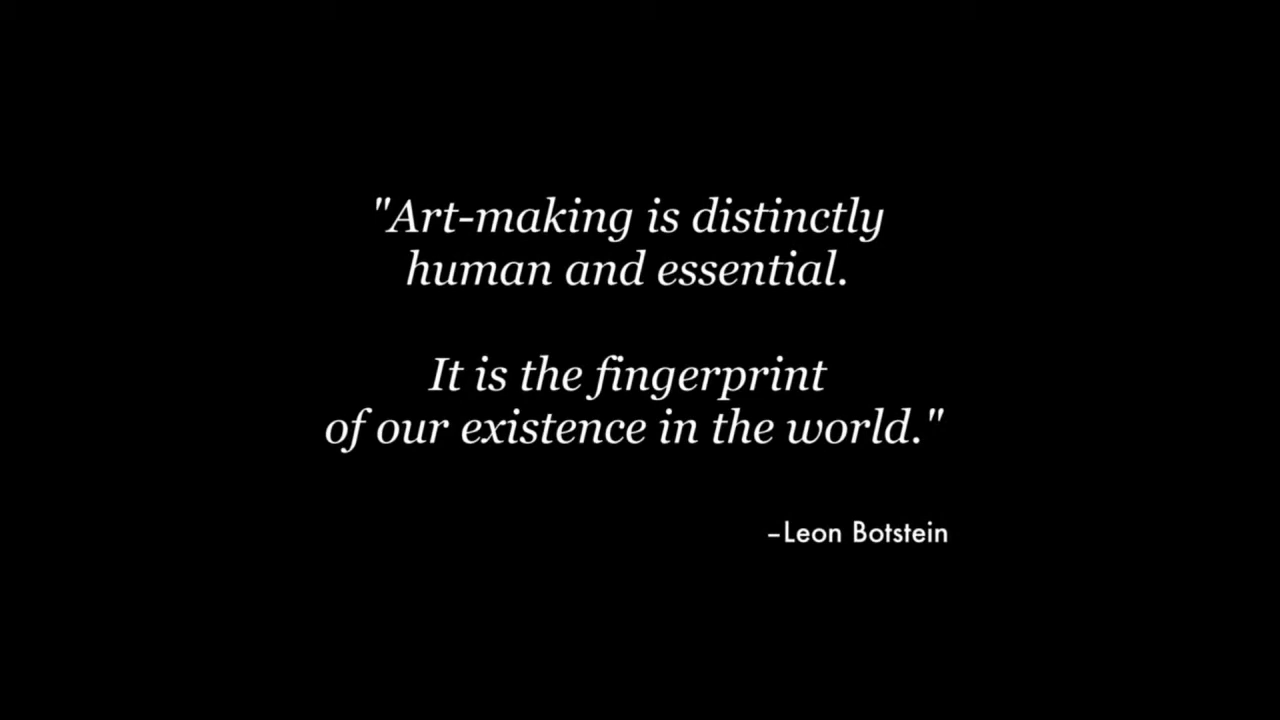 "Art-making is distinctly
human and essential.
It is the fingerprint
of our existence in the world."
–Leon Botstein